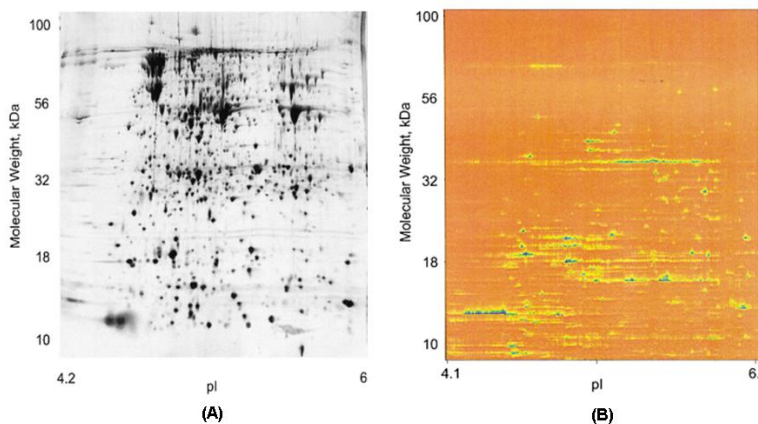 100
56
32
18
10
Molecular Weight, kDa
4.2
6
pI
(A)
100
56
32
18
10
Molecular Weight, kDa
4.1
6.
pI
(B)